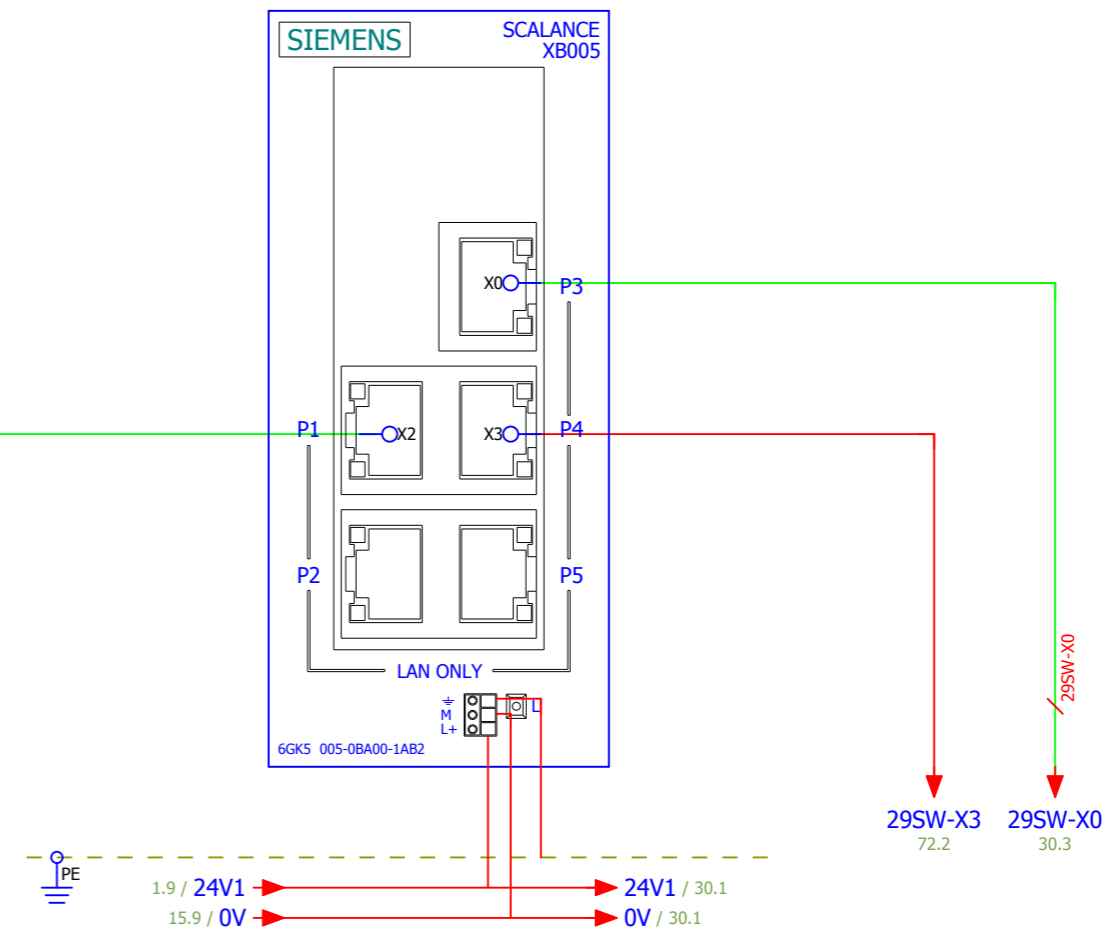 SIEMENS
SCALANCE
XB005
X0
P3
P1
X2
X3
P4
P2
P5
LAN ONLY
29SW-X0
M
L+
L
6GK5 005-0BA00-1AB2
29SW-X3
29SW-X0
72.2
30.3
PE
1.9 / 24V1
24V1 / 30.1
15.9 / 0V
0V / 30.1